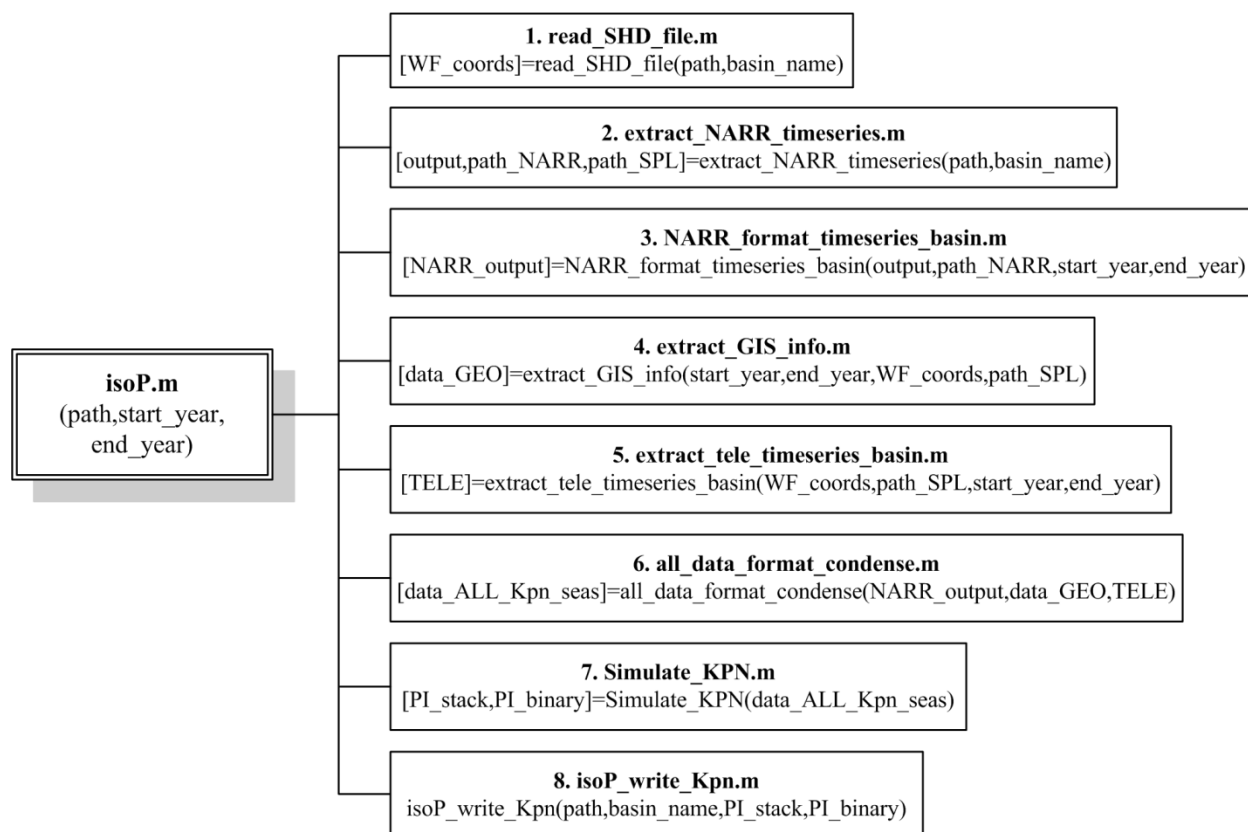 1. read_SHD_file.m
[WF_coords]=read_SHD_file(path,basin_name)
2. extract_NARR_timeseries.m
[output,path_NARR,path_SPL]=extract_NARR_timeseries(path,basin_name)
3. NARR_format_timeseries_basin.m
[NARR_output]=NARR_format_timeseries_basin(output,path_NARR,start_year,end_year)
isoP.m
(path,start_year,
end_year)
4. extract_GIS_info.m
[data_GEO]=extract_GIS_info(start_year,end_year,WF_coords,path_SPL)
5. extract_tele_timeseries_basin.m
[TELE]=extract_tele_timeseries_basin(WF_coords,path_SPL,start_year,end_year)
6. all_data_format_condense.m
[data_ALL_Kpn_seas]=all_data_format_condense(NARR_output,data_GEO,TELE)
7. Simulate_KPN.m
[PI_stack,PI_binary]=Simulate_KPN(data_ALL_Kpn_seas)
8. isoP_write_Kpn.m
isoP_write_Kpn(path,basin_name,PI_stack,PI_binary)